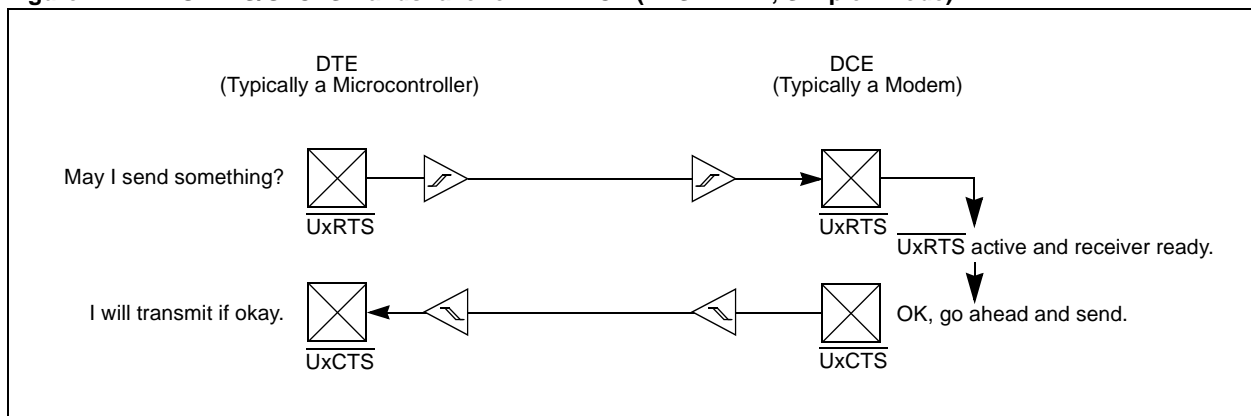 DTE
(Typically a Microcontroller)
DCE
(Typically a Modem)
May I send something?
UxRTS
UxRTS
UxRTS active and receiver ready.
I will transmit if okay.
OK, go ahead and send.
UxCTS
UxCTS